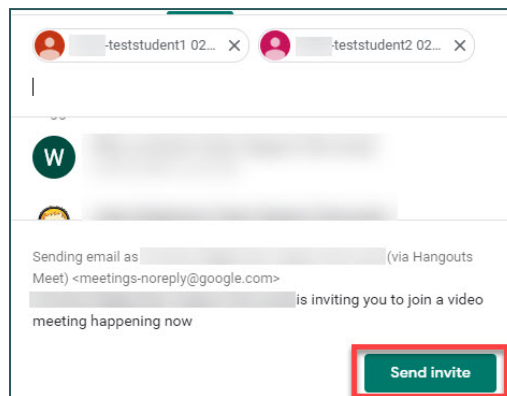 -teststudent1 02... -teststudent2 02...
W
Sending email as (via Hangouts
Meet) <meetings-noreply@google.com>
is inviting you to join a video
meeting happening now
Send invite